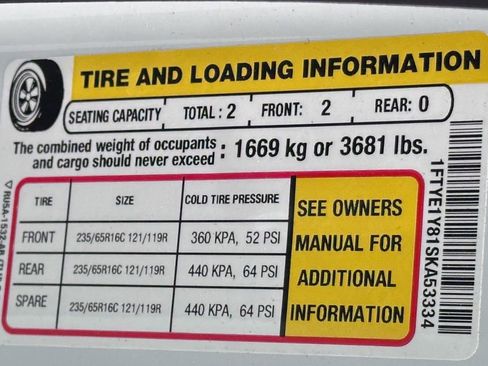 TIRE AND LOADING INFORMATION
SEATING CAPACITY TOTAL: 2 FRONT: 2 REAR: 0
The combined weight of occupants
and cargo should never exceed : 1669 kg or 3681 lbs.
TIRE SIZE COLD TIRE PRESSURE
FRONT 235/65R16C 121/119R 360 KPA, 52 PSI
REAR 235/65R16C 121/119R 440 KPA, 64 PSI
SPARE 235/65R16C 121/119R 440 KPA, 64 PSI
SEE OWNERS
MANUAL FOR
ADDITIONAL
INFORMATION
1FTYE1Y81SKA53334
RU5A-1532-AB